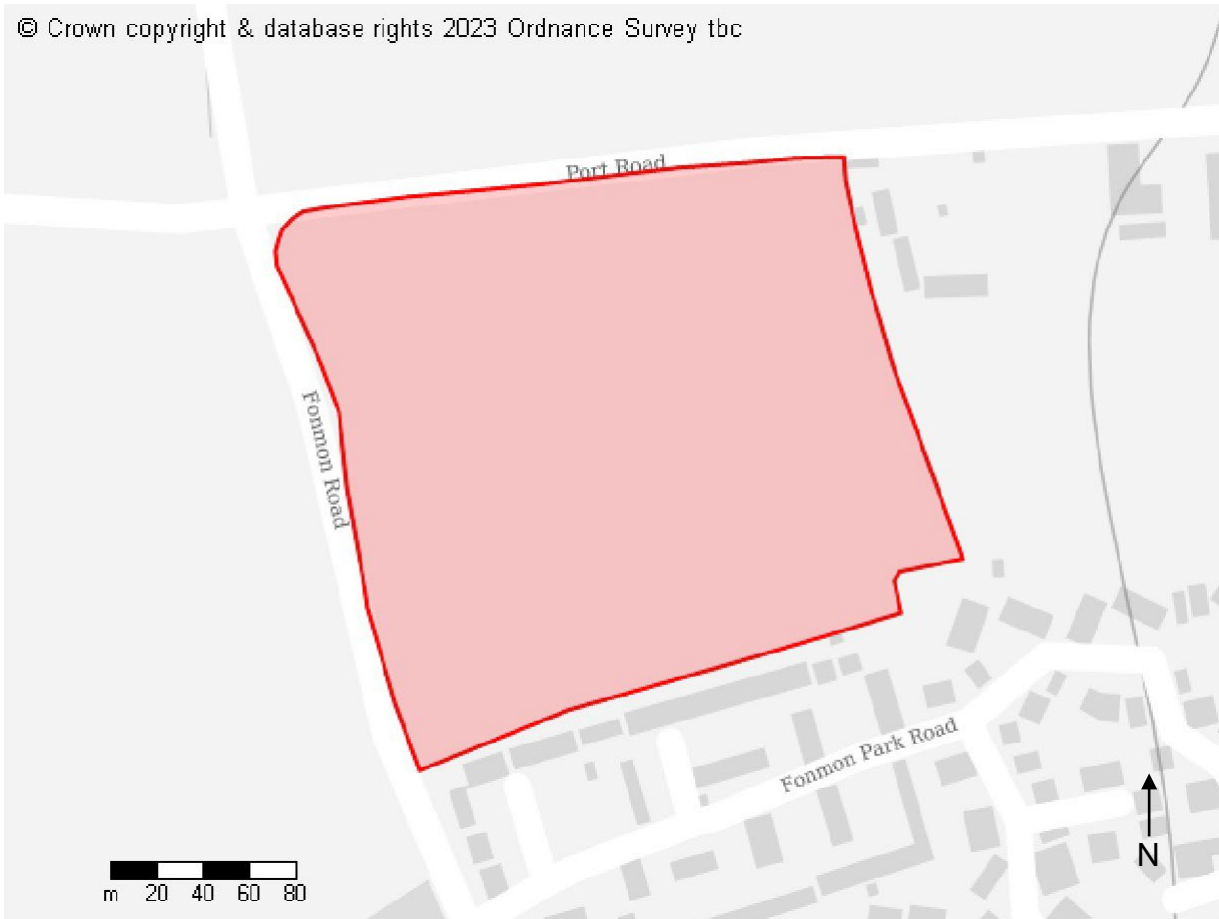 © Crown copyright & database rights 2023 Ordnance Survey tbc
Port Road
Fonmon Road
Fonmon Park Road
N
m 20 40 60 80